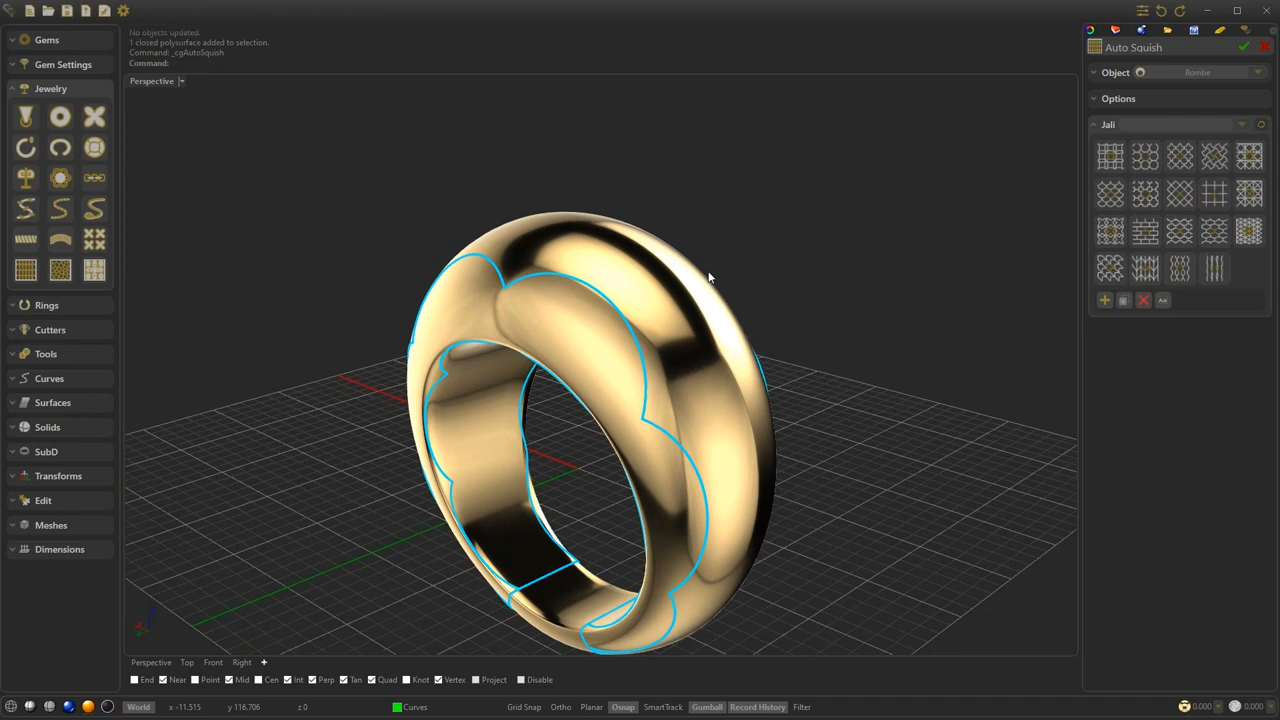 No objects updated.
1 closed polysurface added to selection.
Command: _cgAutoSquish
Command:
Perspective
Gems
Gem Settings
Jewelry
Rings
Cutters
Tools
Curves
Surfaces
Solids
SubD
Transforms
Edit
Meshes
Dimensions
Auto Squish
Object
Bombe
Options
Jali
Perspective Top Front Right
End Near Point Mid Cen Int Perp Tan Quad Knot Vertex Project Disable
World x -11.515 y 116.706 z 0 Curves Grid Snap Ortho Planar Osnap SmartTrack Gumball Record History Filter 0.000 0.000